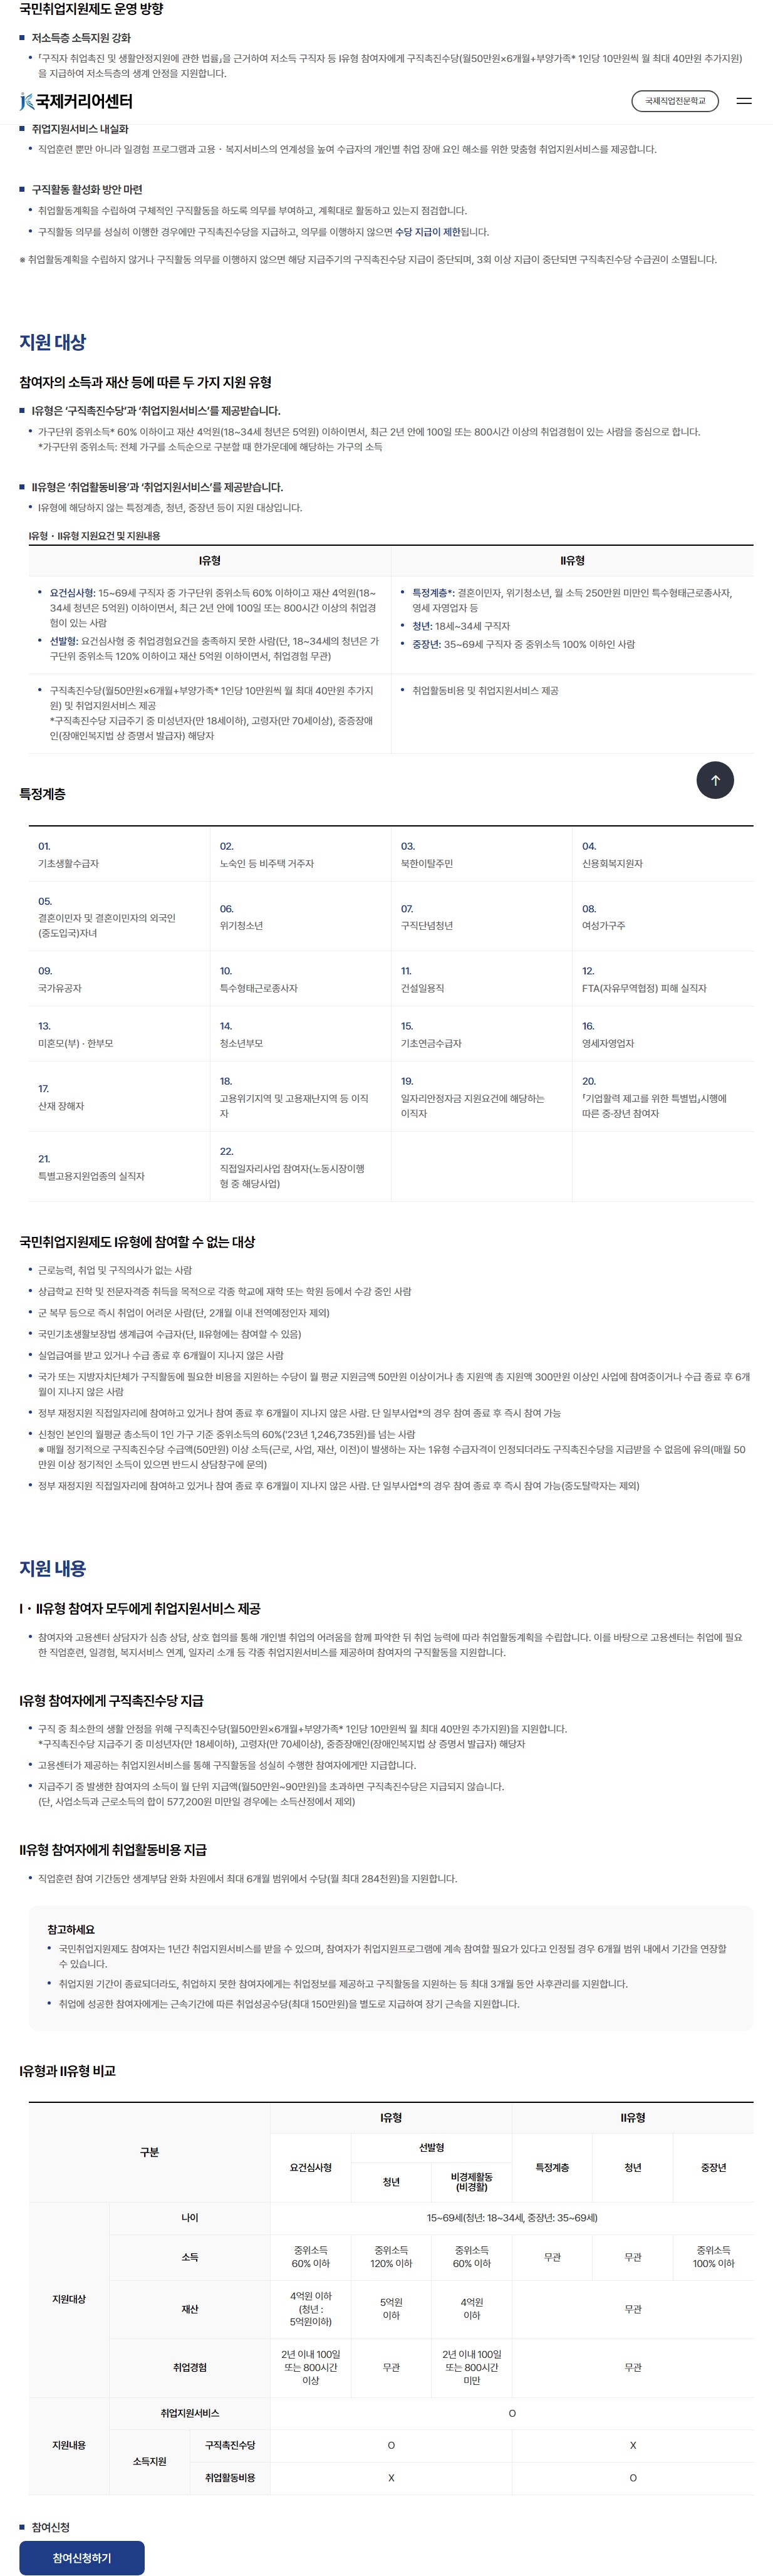 국민취업지원제도 운영 방향
저소득층 소득지원 강화
「구직자 취업촉진 및 생활안정지원에 관한 법률」을 근거하여 저소득 구직자 등 I유형 참여자에게 구직촉진수당(월50만원×6개월+부양가족* 1인당 10만원씩 월 최대 40만원 추가지원)
을 지급하여 저소득층의 생계 안정을 지원합니다.
국제커리어센터
국제직업전문학교
취업지원서비스 내실화
직업훈련 뿐만 아니라 일경험 프로그램과 고용・복지서비스의 연계성을 높여 수급자의 개인별 취업 장애 요인 해소를 위한 맞춤형 취업지원서비스를 제공합니다.
구직활동 활성화 방안 마련
취업활동계획을 수립하여 구체적인 구직활동을 하도록 의무를 부여하고, 계획대로 활동하고 있는지 점검합니다.
구직활동 의무를 성실히 이행한 경우에만 구직촉진수당을 지급하고, 의무를 이행하지 않으면 수당 지급이 제한됩니다.
※ 취업활동계획을 수립하지 않거나 구직활동 의무를 이행하지 않으면 해당 지급주기의 구직촉진수당 지급이 중단되며, 3회 이상 지급이 중단되면 구직촉진수당 수급권이 소멸됩니다.
지원 대상
참여자의 소득과 재산 등에 따른 두 가지 지원 유형
I유형은 ‘구직촉진수당’과 ‘취업지원서비스’를 제공받습니다.
가구단위 중위소득* 60% 이하이고 재산 4억원(18~34세 청년은 5억원) 이하이면서, 최근 2년 안에 100일 또는 800시간 이상의 취업경험이 있는 사람을 중심으로 합니다.
*가구단위 중위소득: 전체 가구를 소득순으로 구분할 때 한가운데에 해당하는 가구의 소득
II유형은 ‘취업활동비용’과 ‘취업지원서비스’를 제공받습니다.
I유형에 해당하지 않는 특정계층, 청년, 중장년 등이 지원 대상입니다.
I유형・II유형 지원요건 및 지원내용
I유형
II유형
요건심사형: 15~69세 구직자 중 가구단위 중위소득 60% 이하이고 재산 4억원(18~
34세 청년은 5억원) 이하이면서, 최근 2년 안에 100일 또는 800시간 이상의 취업경
험이 있는 사람
선발형: 요건심사형 중 취업경험요건을 충족하지 못한 사람(단, 18~34세의 청년은 가
구단위 중위소득 120% 이하이고 재산 5억원 이하이면서, 취업경험 무관)
특정계층*: 결혼이민자, 위기청소년, 월 소득 250만원 미만인 특수형태근로종사자,
영세 자영업자 등
청년: 18세~34세 구직자
중장년: 35~69세 구직자 중 중위소득 100% 이하인 사람
구직촉진수당(월50만원×6개월+부양가족* 1인당 10만원씩 월 최대 40만원 추가지
원) 및 취업지원서비스 제공
*구직촉진수당 지급주기 중 미성년자(만 18세이하), 고령자(만 70세이상), 중증장애
인(장애인복지법 상 증명서 발급자) 해당자
취업활동비용 및 취업지원서비스 제공
특정계층
01.
기초생활수급자
02.
노숙인 등 비주택 거주자
03.
북한이탈주민
04.
신용회복지원자
05.
결혼이민자 및 결혼이민자의 외국인
(중도입국)자녀
06.
위기청소년
07.
구직단념청년
08.
여성가구주
09.
국가유공자
10.
특수형태근로종사자
11.
건설일용직
12.
FTA(자유무역협정) 피해 실직자
13.
미혼모(부)·한부모
14.
청소년부모
15.
기초연금수급자
16.
영세자영업자
17.
산재 장해자
18.
고용위기지역 및 고용재난지역 등 이직
자
19.
일자리안정자금 지원요건에 해당하는
이직자
20.
「기업활력 제고를 위한 특별법」시행에
따른 중·장년 참여자
21.
특별고용지원업종의 실직자
22.
직접일자리사업 참여자(노동시장이행
형 중 해당사업)
국민취업지원제도 I유형에 참여할 수 없는 대상
근로능력, 취업 및 구직의사가 없는 사람
상급학교 진학 및 전문자격증 취득을 목적으로 각종 학교에 재학 또는 학원 등에서 수강 중인 사람
군 복무 등으로 즉시 취업이 어려운 사람(단, 2개월 이내 전역예정인자 제외)
국민기초생활보장법 생계급여 수급자(단, II유형에는 참여할 수 있음)
실업급여를 받고 있거나 수급 종료 후 6개월이 지나지 않은 사람
국가 또는 지방자치단체가 구직활동에 필요한 비용을 지원하는 수당이 월 평균 지원금액 50만원 이상이거나 총 지원액 총 지원액 300만원 이상인 사업에 참여중이거나 수급 종료 후 6개
월이 지나지 않은 사람
정부 재정지원 직접일자리에 참여하고 있거나 참여 종료 후 6개월이 지나지 않은 사람. 단 일부사업*의 경우 참여 종료 후 즉시 참여 가능
신청인 본인의 월평균 총소득이 1인 가구 기준 중위소득의 60%('23년 1,246,735원)를 넘는 사람
※ 매월 정기적으로 구직촉진수당 수급액(50만원) 이상 소득(근로, 사업, 재산, 이전)이 발생하는 자는 1유형 수급자격이 인정되더라도 구직촉진수당을 지급받을 수 없음에 유의(매월 50
만원 이상 정기적인 소득이 있으면 반드시 상담창구에 문의)
정부 재정지원 직접일자리에 참여하고 있거나 참여 종료 후 6개월이 지나지 않은 사람. 단 일부사업*의 경우 참여 종료 후 즉시 참여 가능(중도탈락자는 제외)
지원 내용
I・II유형 참여자 모두에게 취업지원서비스 제공
참여자와 고용센터 상담자가 심층 상담, 상호 협의를 통해 개인별 취업의 어려움을 함께 파악한 뒤 취업 능력에 따라 취업활동계획을 수립합니다. 이를 바탕으로 고용센터는 취업에 필요
한 직업훈련, 일경험, 복지서비스 연계, 일자리 소개 등 각종 취업지원서비스를 제공하며 참여자의 구직활동을 지원합니다.
I유형 참여자에게 구직촉진수당 지급
구직 중 최소한의 생활 안정을 위해 구직촉진수당(월50만원×6개월+부양가족* 1인당 10만원씩 월 최대 40만원 추가지원)을 지원합니다.
*구직촉진수당 지급주기 중 미성년자(만 18세이하), 고령자(만 70세이상), 중증장애인(장애인복지법 상 증명서 발급자) 해당자
고용센터가 제공하는 취업지원서비스를 통해 구직활동을 성실히 수행한 참여자에게만 지급합니다.
지급주기 중 발생한 참여자의 소득이 월 단위 지급액(월50만원~90만원)을 초과하면 구직촉진수당은 지급되지 않습니다.
(단, 사업소득과 근로소득의 합이 577,200원 미만일 경우에는 소득산정에서 제외)
II유형 참여자에게 취업활동비용 지급
직업훈련 참여 기간동안 생계부담 완화 차원에서 최대 6개월 범위에서 수당(월 최대 284천원)을 지원합니다.
참고하세요
국민취업지원제도 참여자는 1년간 취업지원서비스를 받을 수 있으며, 참여자가 취업지원프로그램에 계속 참여할 필요가 있다고 인정될 경우 6개월 범위 내에서 기간을 연장할
수 있습니다.
취업지원 기간이 종료되더라도, 취업하지 못한 참여자에게는 취업정보를 제공하고 구직활동을 지원하는 등 최대 3개월 동안 사후관리를 지원합니다.
취업에 성공한 참여자에게는 근속기간에 따른 취업성공수당(최대 150만원)을 별도로 지급하여 장기 근속을 지원합니다.
I유형과 II유형 비교
구분
I유형
II유형
요건심사형
선발형
특정계층
청년
중장년
청년
비경제활동
(비경활)
지원대상
나이
15~69세(청년: 18~34세, 중장년: 35~69세)
소득
중위소득
60% 이하
중위소득
120% 이하
중위소득
60% 이하
무관
무관
중위소득
100% 이하
재산
4억원 이하
(청년 :
5억원이하)
5억원
이하
4억원
이하
무관
취업경험
2년 이내 100일
또는 800시간
이상
무관
2년 이내 100일
또는 800시간
미만
무관
지원내용
취업지원서비스
O
소득지원
구직촉진수당
O
X
취업활동비용
X
O
참여신청
참여신청하기